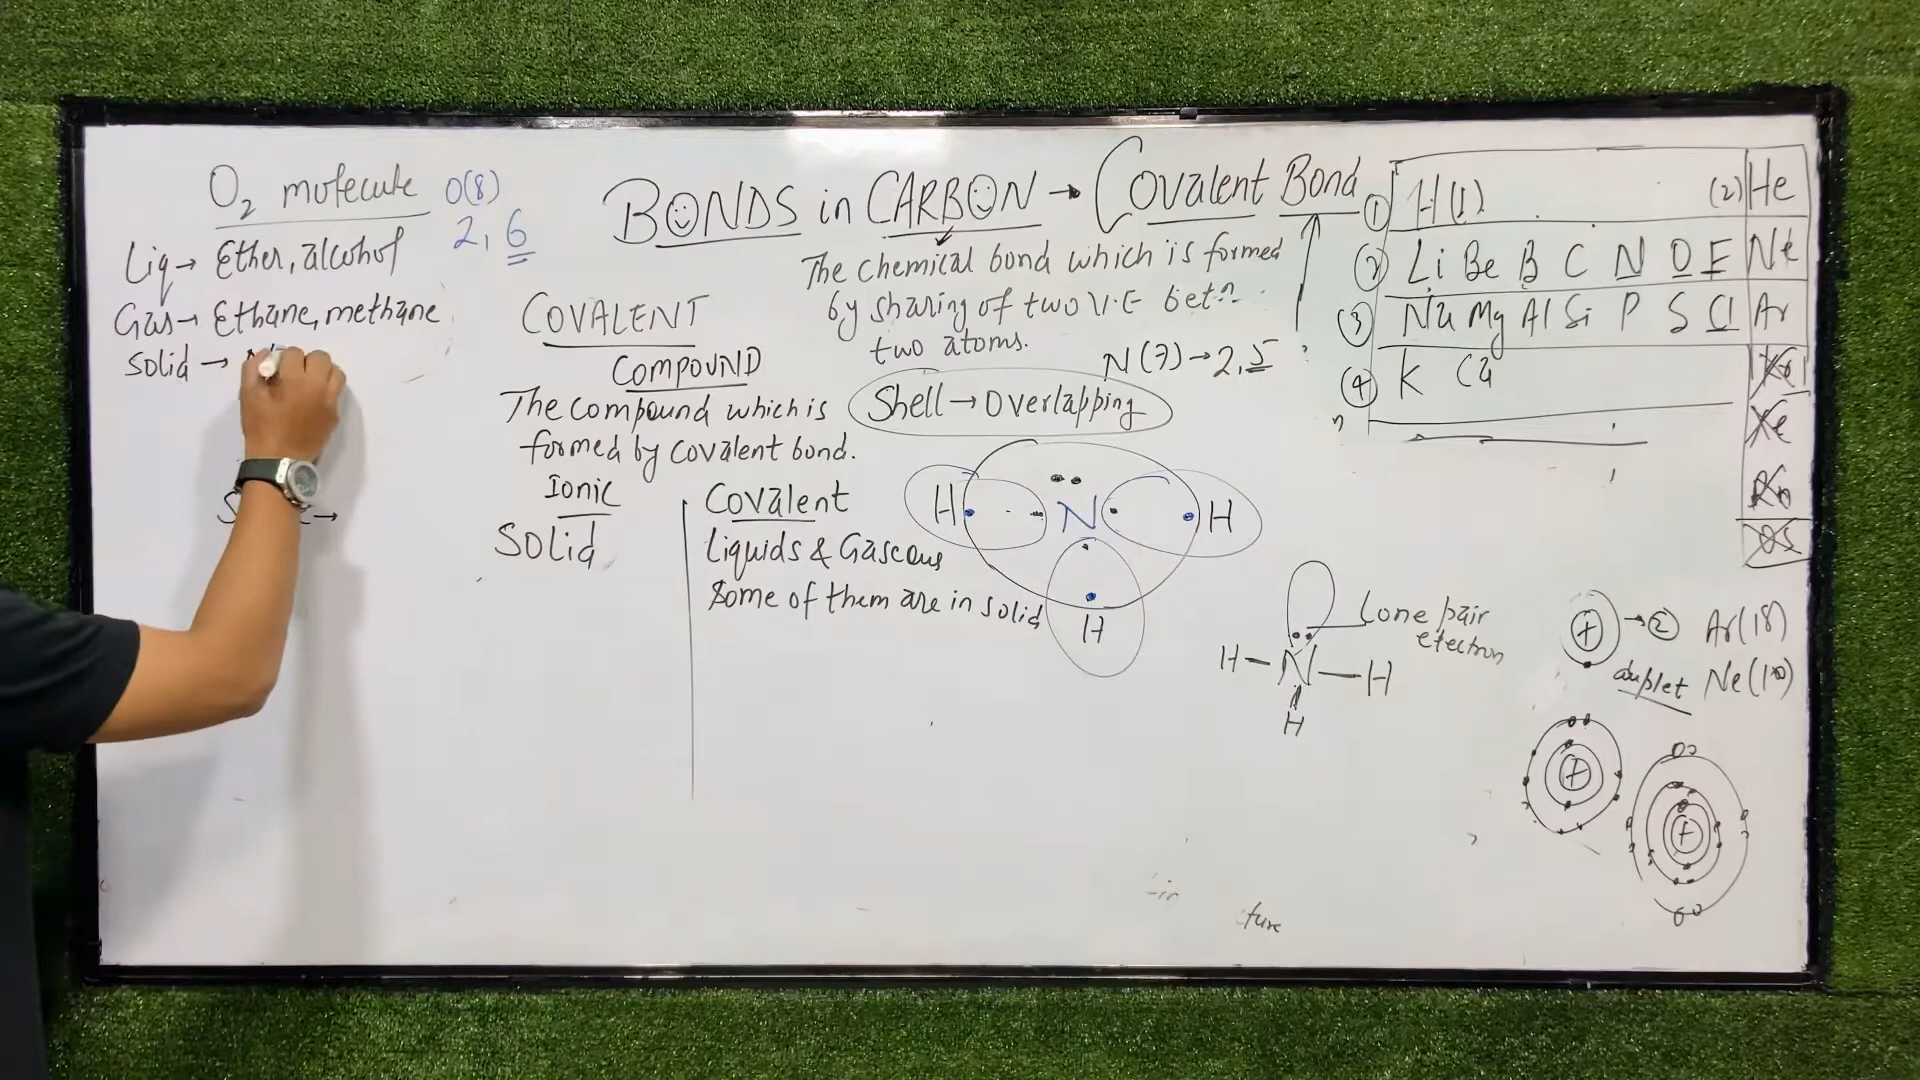 O2 molecule O(8)
2, 6
Liq → Ether, alcohol
Gas → Ethane, methane
Solid →
BONDS in CARBON → Covalent Bond
The chemical bond which is formed
by sharing of two V.E betn
two atoms.
N (7) → 2, 5
COVALENT
COMPOUND
The compound which is
formed by covalent bond.
Shell → Overlapping
Ionic
Solid
Covalent
Liquids & Gaseous
Some of them are in solid
H N H
H
H – N – H
H
Lone pair
electron
① H(1) (2) He
② Li Be B C N O F Ne
(3) Na Mg Al Si P S Cl Ar
④ K Ca Kr
Xe
Rn
Os
+ → ② Ar(18)
duplet Ne(10)
+
+
ture